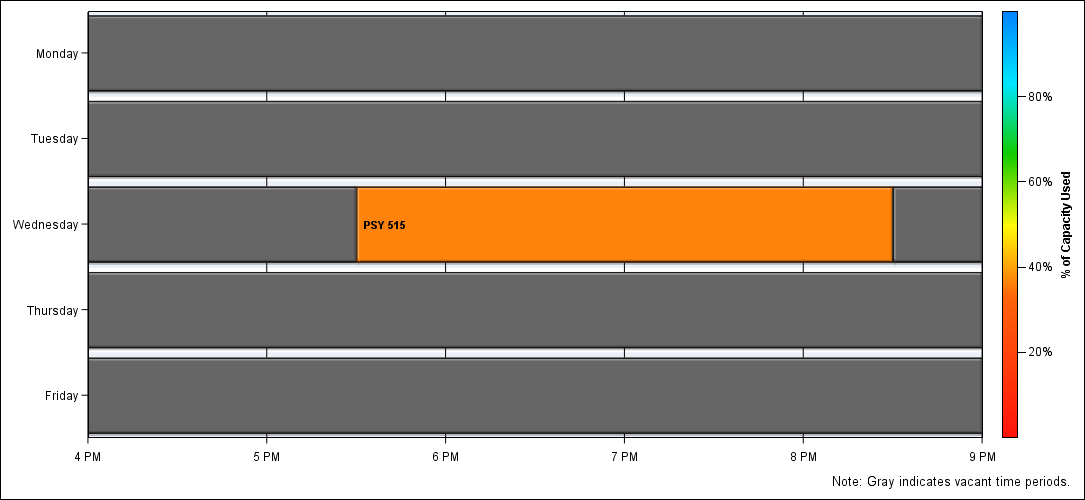 Monday
Tuesday
Wednesday
PSY 515
Thursday
Friday
4 PM 5 PM 6 PM 7 PM 8 PM 9 PM
80%
60%
40%
20%
% of Capacity Used
Note: Gray indicates vacant time periods.